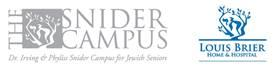 THE SNIDER CAMPUS
Dr. Irving & Phyllis Snider Campus for Jewish Seniors
LOUIS BRIER
HOME & HOSPITAL